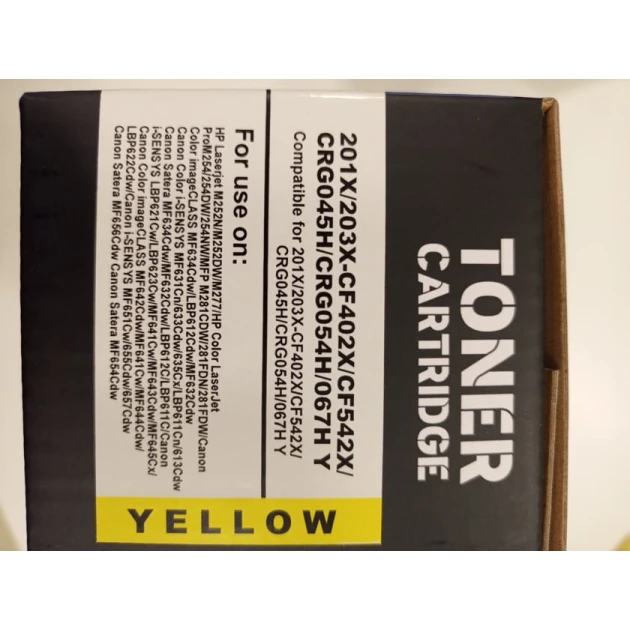 TONER
CARTRIDGE
201X/203X-CF402X/CF542X/
CRG045H/CRG054H/067H Y
Compatible for 201X/203X-CF402X/CF542X/
CRG045H/CRG054H/067H Y
For use on:
HP Laserjet M252N/M252DW/M277/HP Color LaserJet
ProM254/254DW/254NW/MFP M281CDW/281FDN/281FDW/Canon
Color imageCLASS MF634Cdw/LBP612Cdw/MF632Cdw
Canon Color i-SENSYS MF631Cn/633Cdw/635Cx/LBP611Cn/613Cdw
Canon Satera MF634Cdw/MF632Cdw/LBP612C/LBP611C/Canon
i-SENSYS LBP621Cw/LBP623Cw/MF641Cw/MF643Cdw/MF645Cx/
Canon Color imageCLASS MF642Cdw/MF641Cw/MF644Cdw/
LBP622Cdw/Canon i-SENSYS MF651Cw/655Cdw/657Cdw
Canon Satera MF656Cdw Canon Satera MF654Cdw
YELLOW